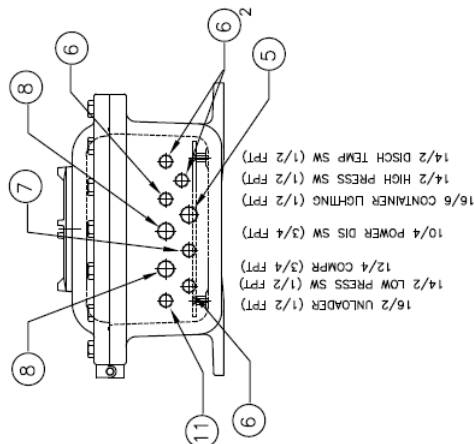 6
2
6
5
8
7
8
11
6
14/2 DISCH TEMP SW (1/2 FPT)
14/2 HIGH PRESS SW (1/2 FPT)
16/6 CONTAINER LIGHTING (1/2 FPT)
10/4 POWER DIS SW (3/4 FPT)
12/4 COMPR (3/4 FPT)
14/2 LOW PRESS SW (1/2 FPT)
16/2 UNLOADER (1/2 FPT)